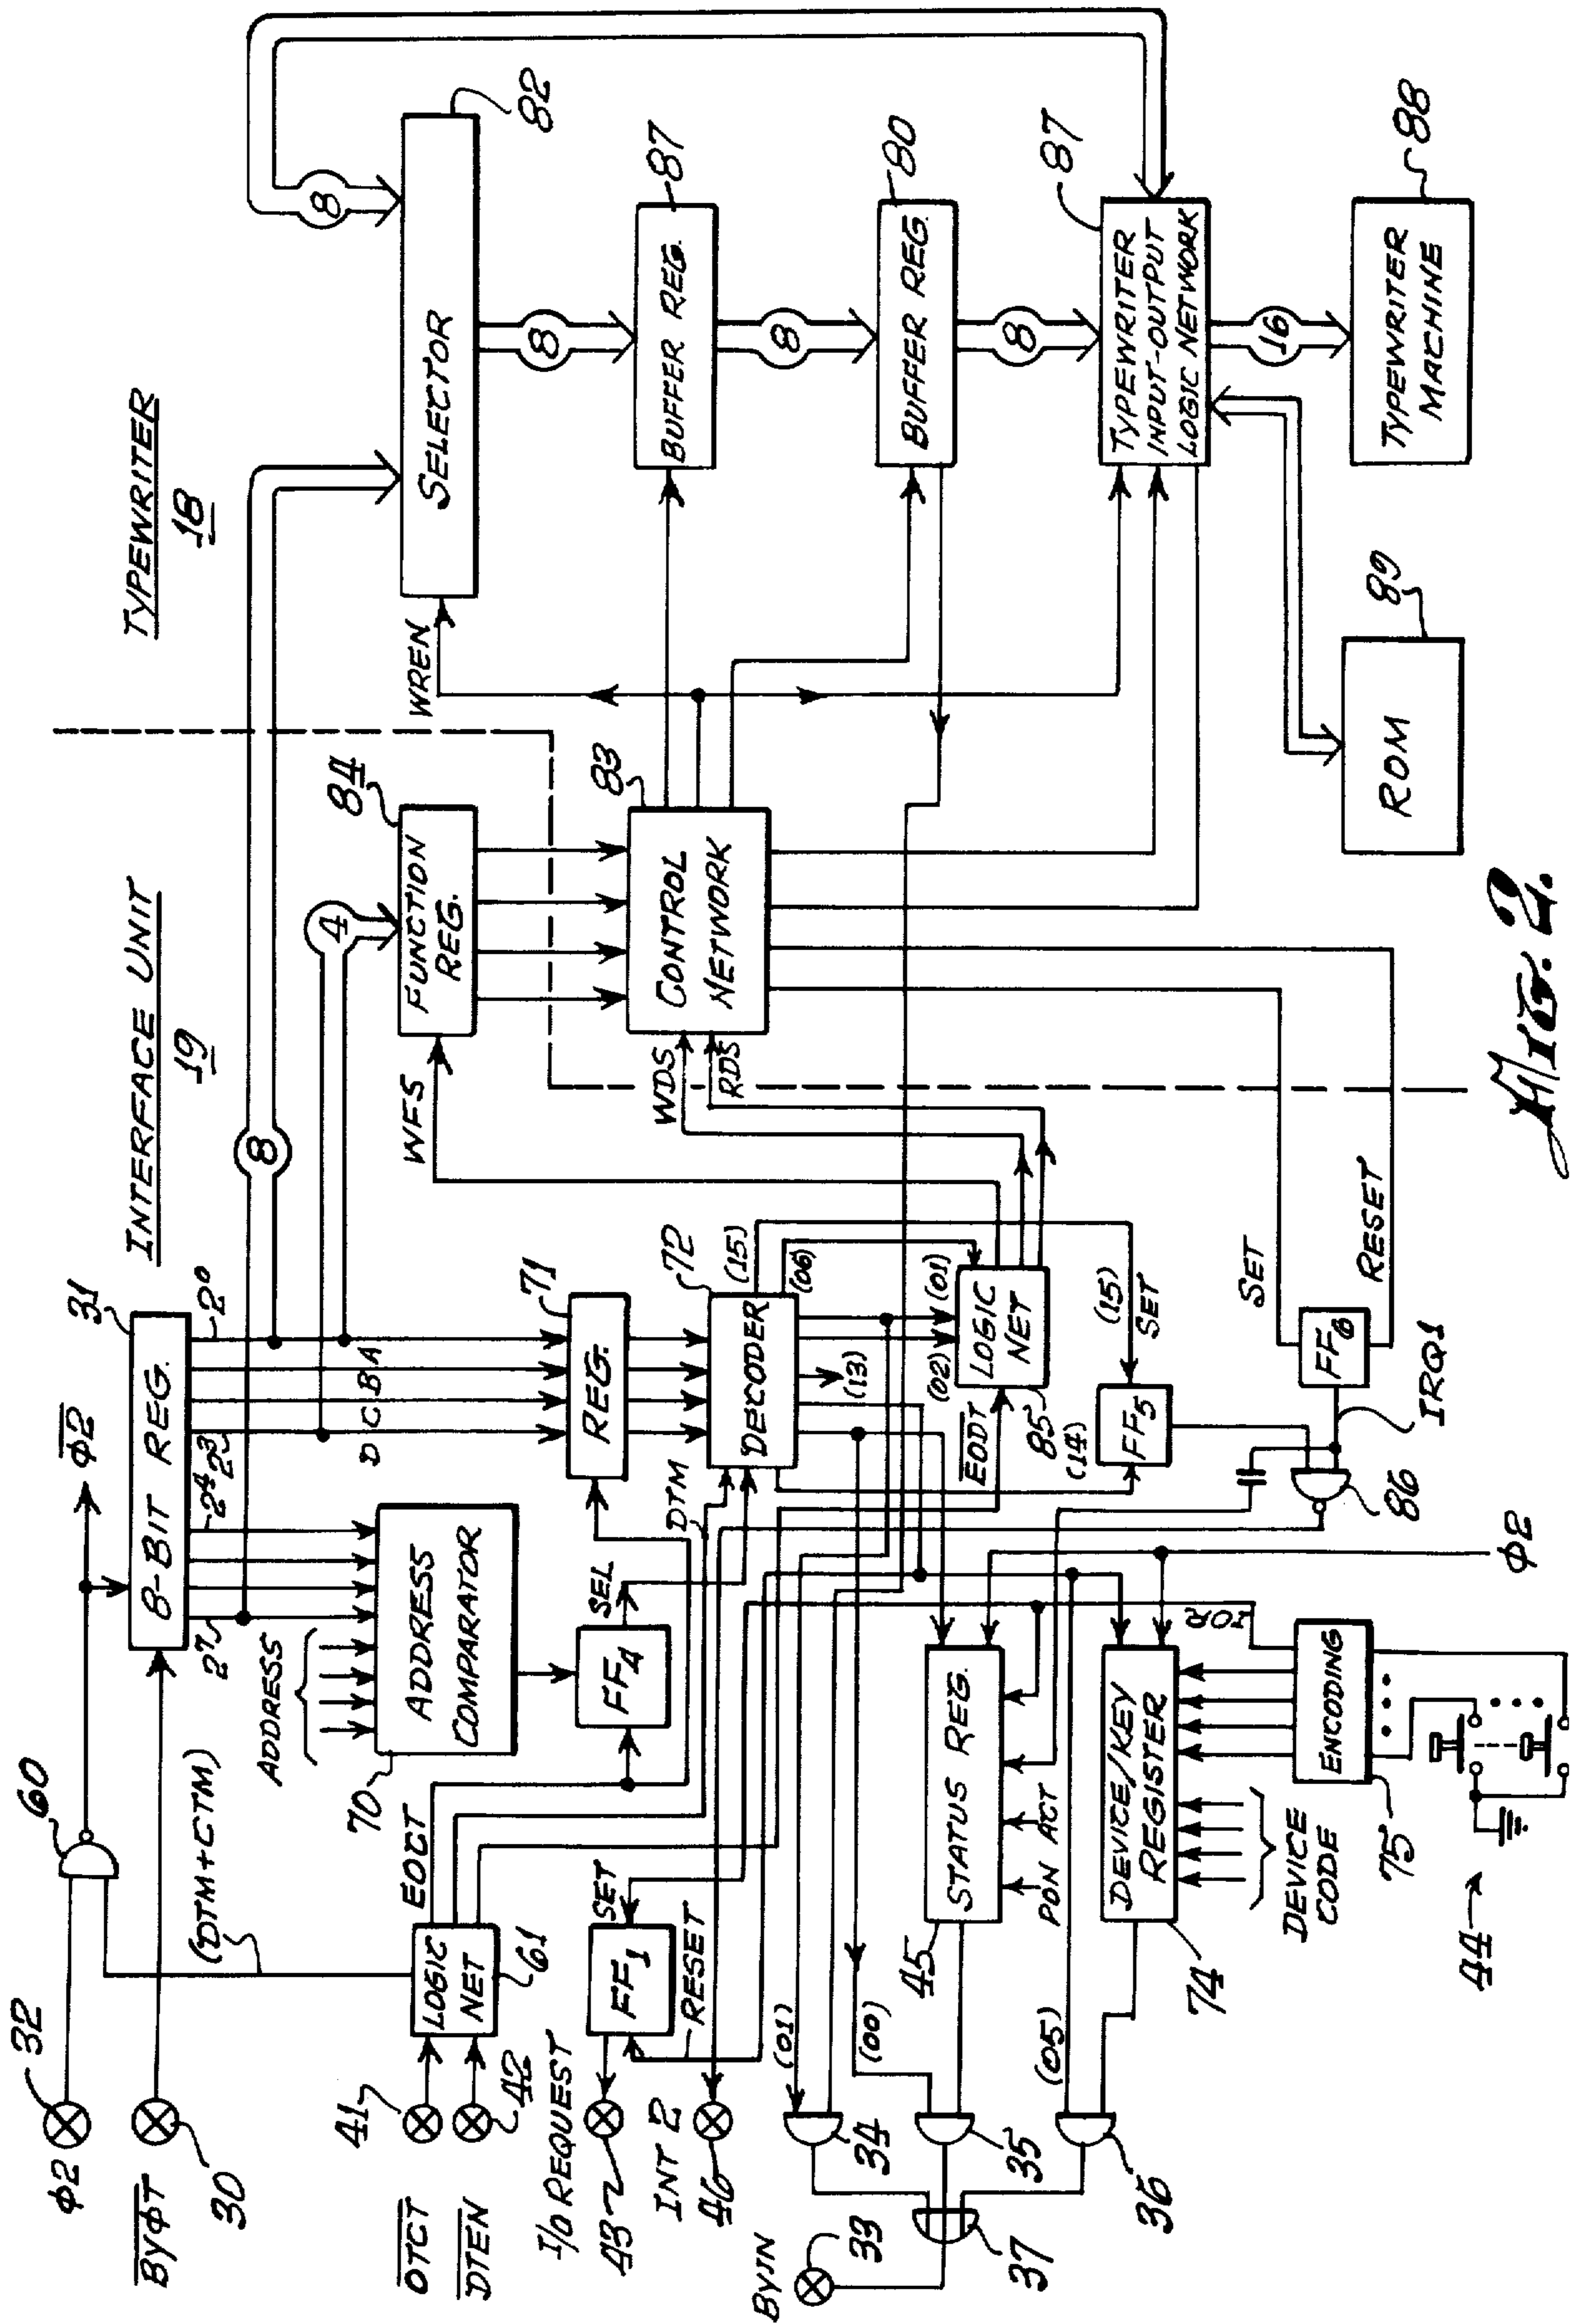 INTERFACE UNIT
19
TYPEWRITER
18
φ2
32
60
φ2
31
ByφT
30
8-BIT REG.
2⁷
2⁴
2³
2⁰
D C B A
8
4
8
(DTM+CTM)
ADDRESS
ADDRESS
COMPARATOR
70
FUNCTION
REG.
84
WFS
WREN
SELECTOR
82
8
OTCT
41
DTEN
42
LOGIC
NET
61
EOCT
FF4
SEL
REG.
71
CONTROL
NETWORK
83
WDS
RDS
BUFFER REG.
87
8
I/O REQUEST
43
FF1
SET
RESET
DTM
DECODER
72
(15)
(06)
(13)
INT 2
46
(01)
(00)
(02)
(01)
EODT
LOGIC
NET
85
BUFFER REG.
80
8
ByIN
33
34
35
36
37
45
STATUS REG.
PON ACT
(05)
(14)
FF5
(15)
SET
DEVICE/KEY
REGISTER
74
IOR
φ2
86
SET
FF6
RESET
IRQ1
TYPEWRITER
INPUT-OUTPUT
LOGIC NETWORK
87
16
DEVICE
CODE
ENCODING
75
44
ROM
89
TYPEWRITER
MACHINE
88
FIG. 2.